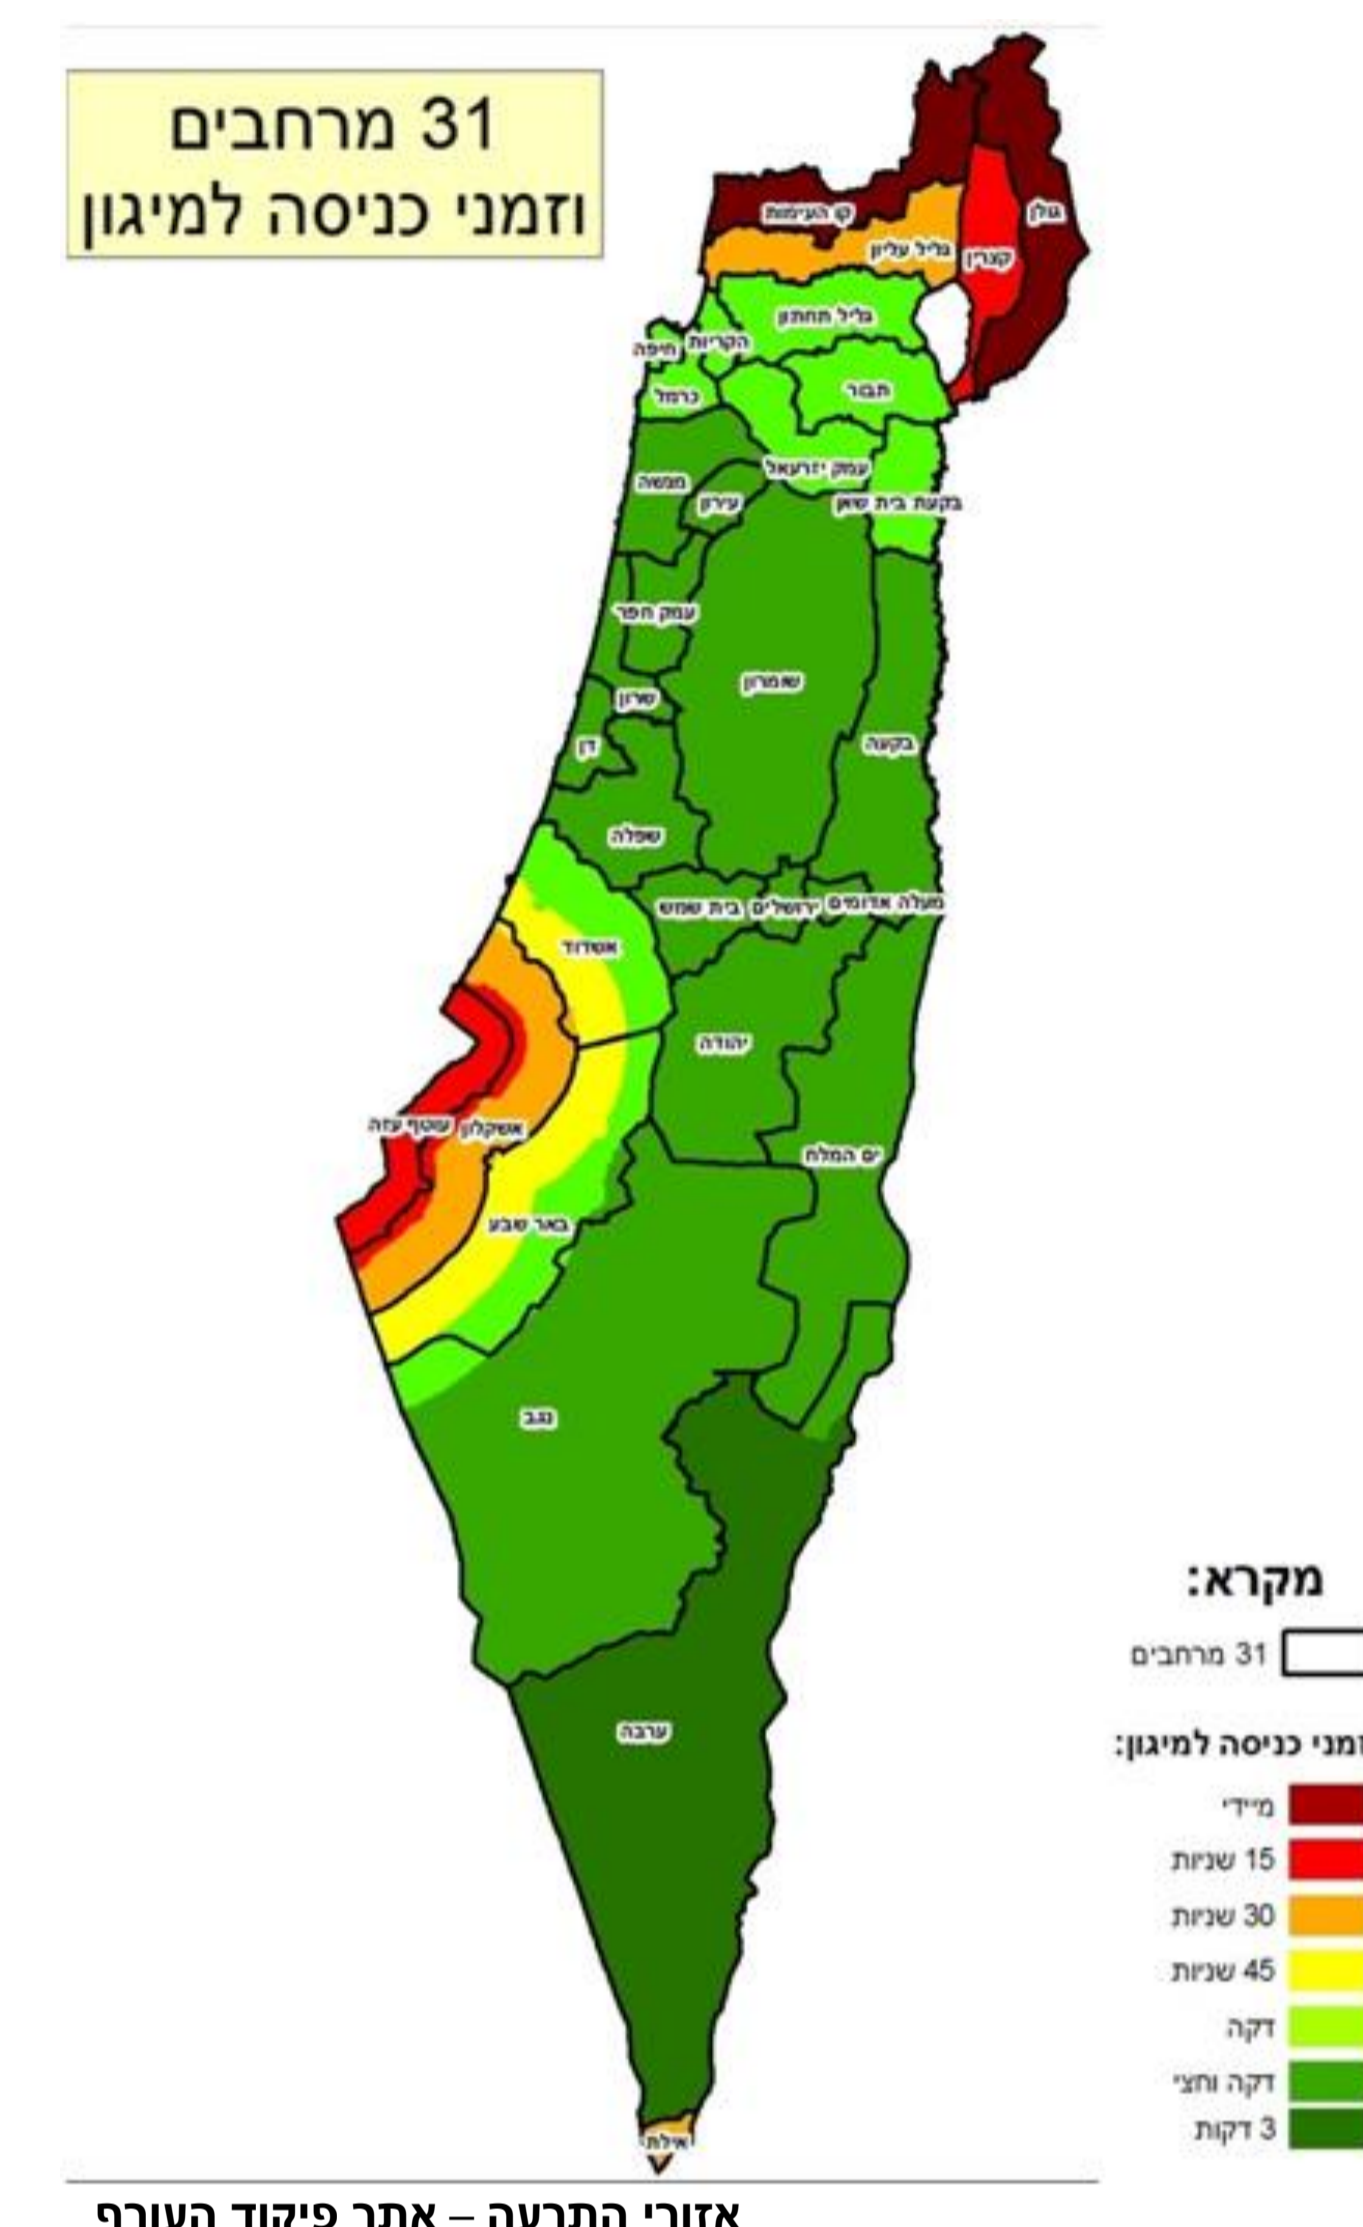 31 מרחבים
וזמני כניסה למיגון
קו העימות
גולן
גליל עליון
קצרין
גליל תחתון
הקריות
חיפה
תבור
כרמל
עמק יזרעאל
מנשה
עירון
בקעת בית שאן
עמק חפר
שומרון
שרון
דן
בקעה
שפלה
מעלה אדומים
ירושלים
בית שמש
אשדוד
יהודה
אשקלון
עוטף עזה
ים המלח
באר שבע
נגב
ערבה
אילת
מקרא:
31 מרחבים
זמני כניסה למיגון:
מיידי
15 שניות
30 שניות
45 שניות
דקה
דקה וחצי
3 דקות
אזורי התרעה – אתר פיקוד העורף